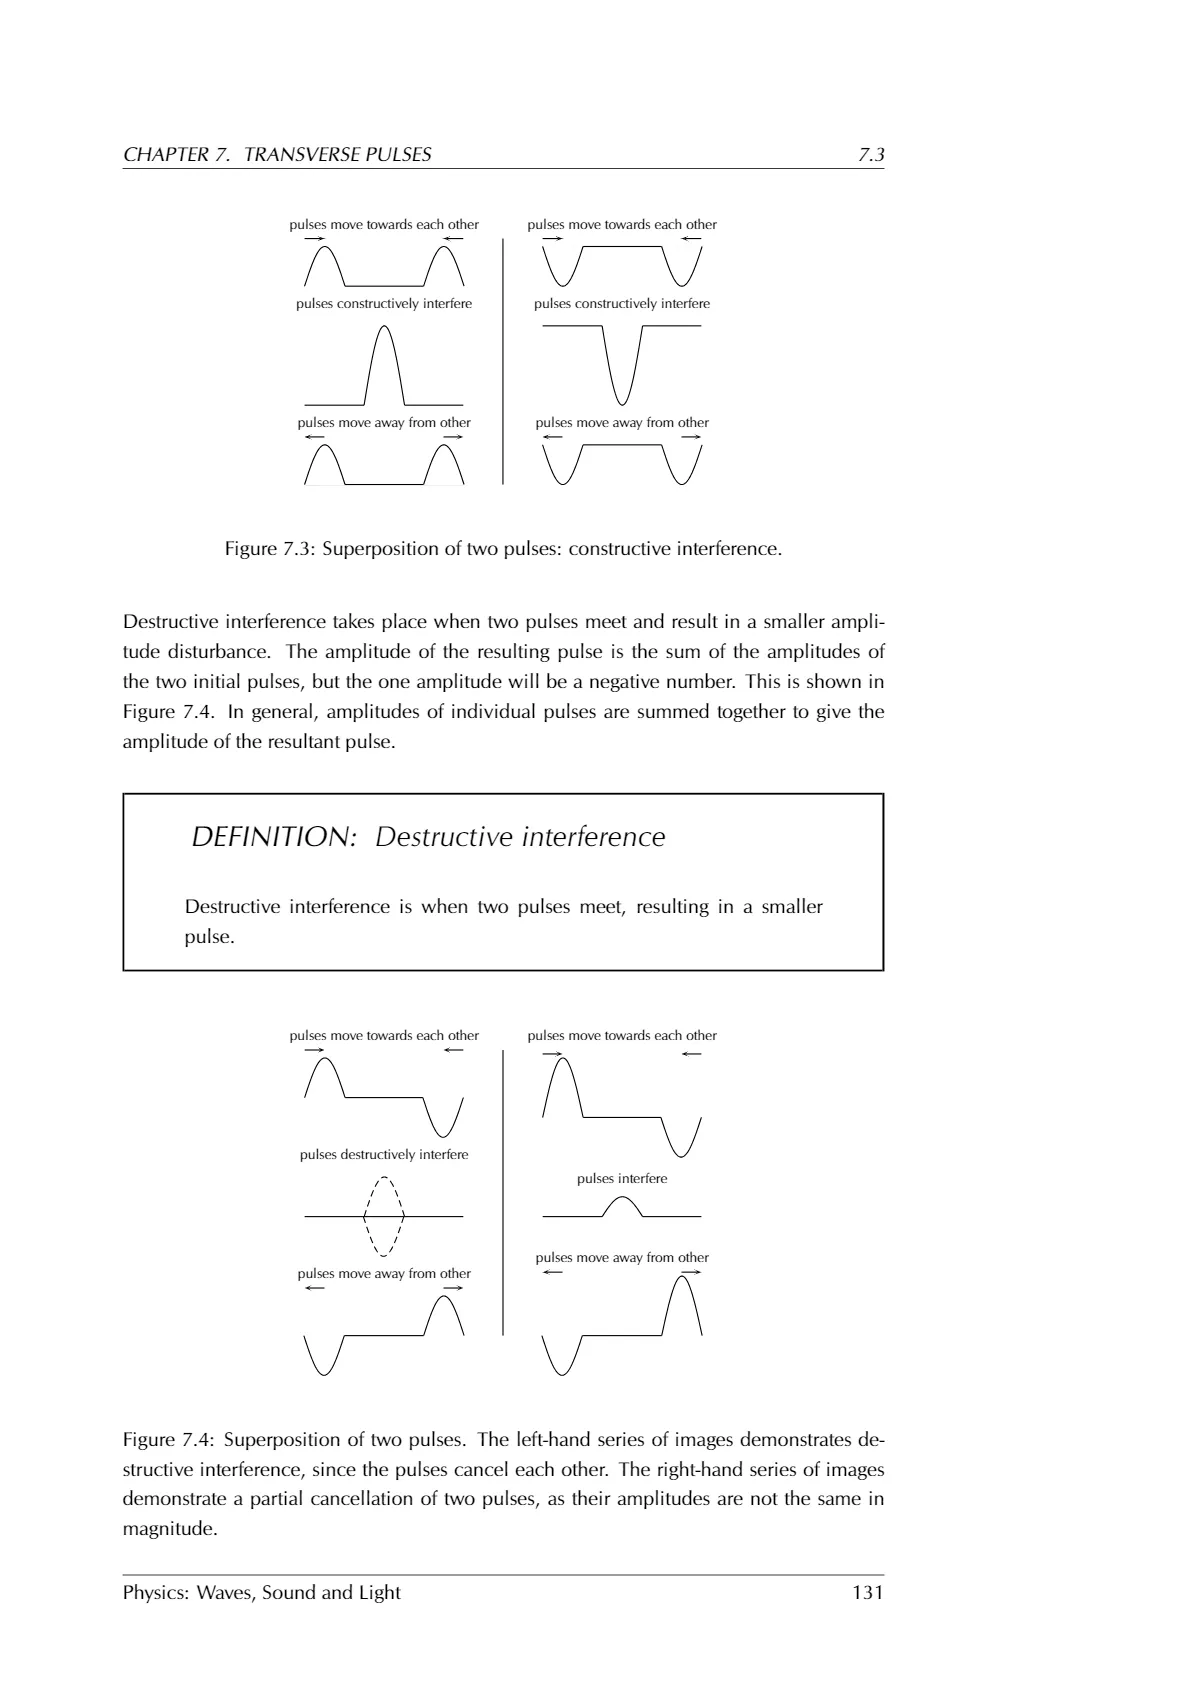 CHAPTER 7. TRANSVERSE PULSES 7.3
pulses move towards each other
pulses constructively interfere
pulses move away from other
pulses move towards each other
pulses constructively interfere
pulses move away from other
Figure 7.3: Superposition of two pulses: constructive interference.
Destructive interference takes place when two pulses meet and result in a smaller ampli-
tude disturbance. The amplitude of the resulting pulse is the sum of the amplitudes of
the two initial pulses, but the one amplitude will be a negative number. This is shown in
Figure 7.4. In general, amplitudes of individual pulses are summed together to give the
amplitude of the resultant pulse.
DEFINITION: Destructive interference
Destructive interference is when two pulses meet, resulting in a smaller
pulse.
pulses move towards each other
pulses destructively interfere
pulses move away from other
pulses move towards each other
pulses interfere
pulses move away from other
Figure 7.4: Superposition of two pulses. The left-hand series of images demonstrates de-
structive interference, since the pulses cancel each other. The right-hand series of images
demonstrate a partial cancellation of two pulses, as their amplitudes are not the same in
magnitude.
Physics: Waves, Sound and Light 131